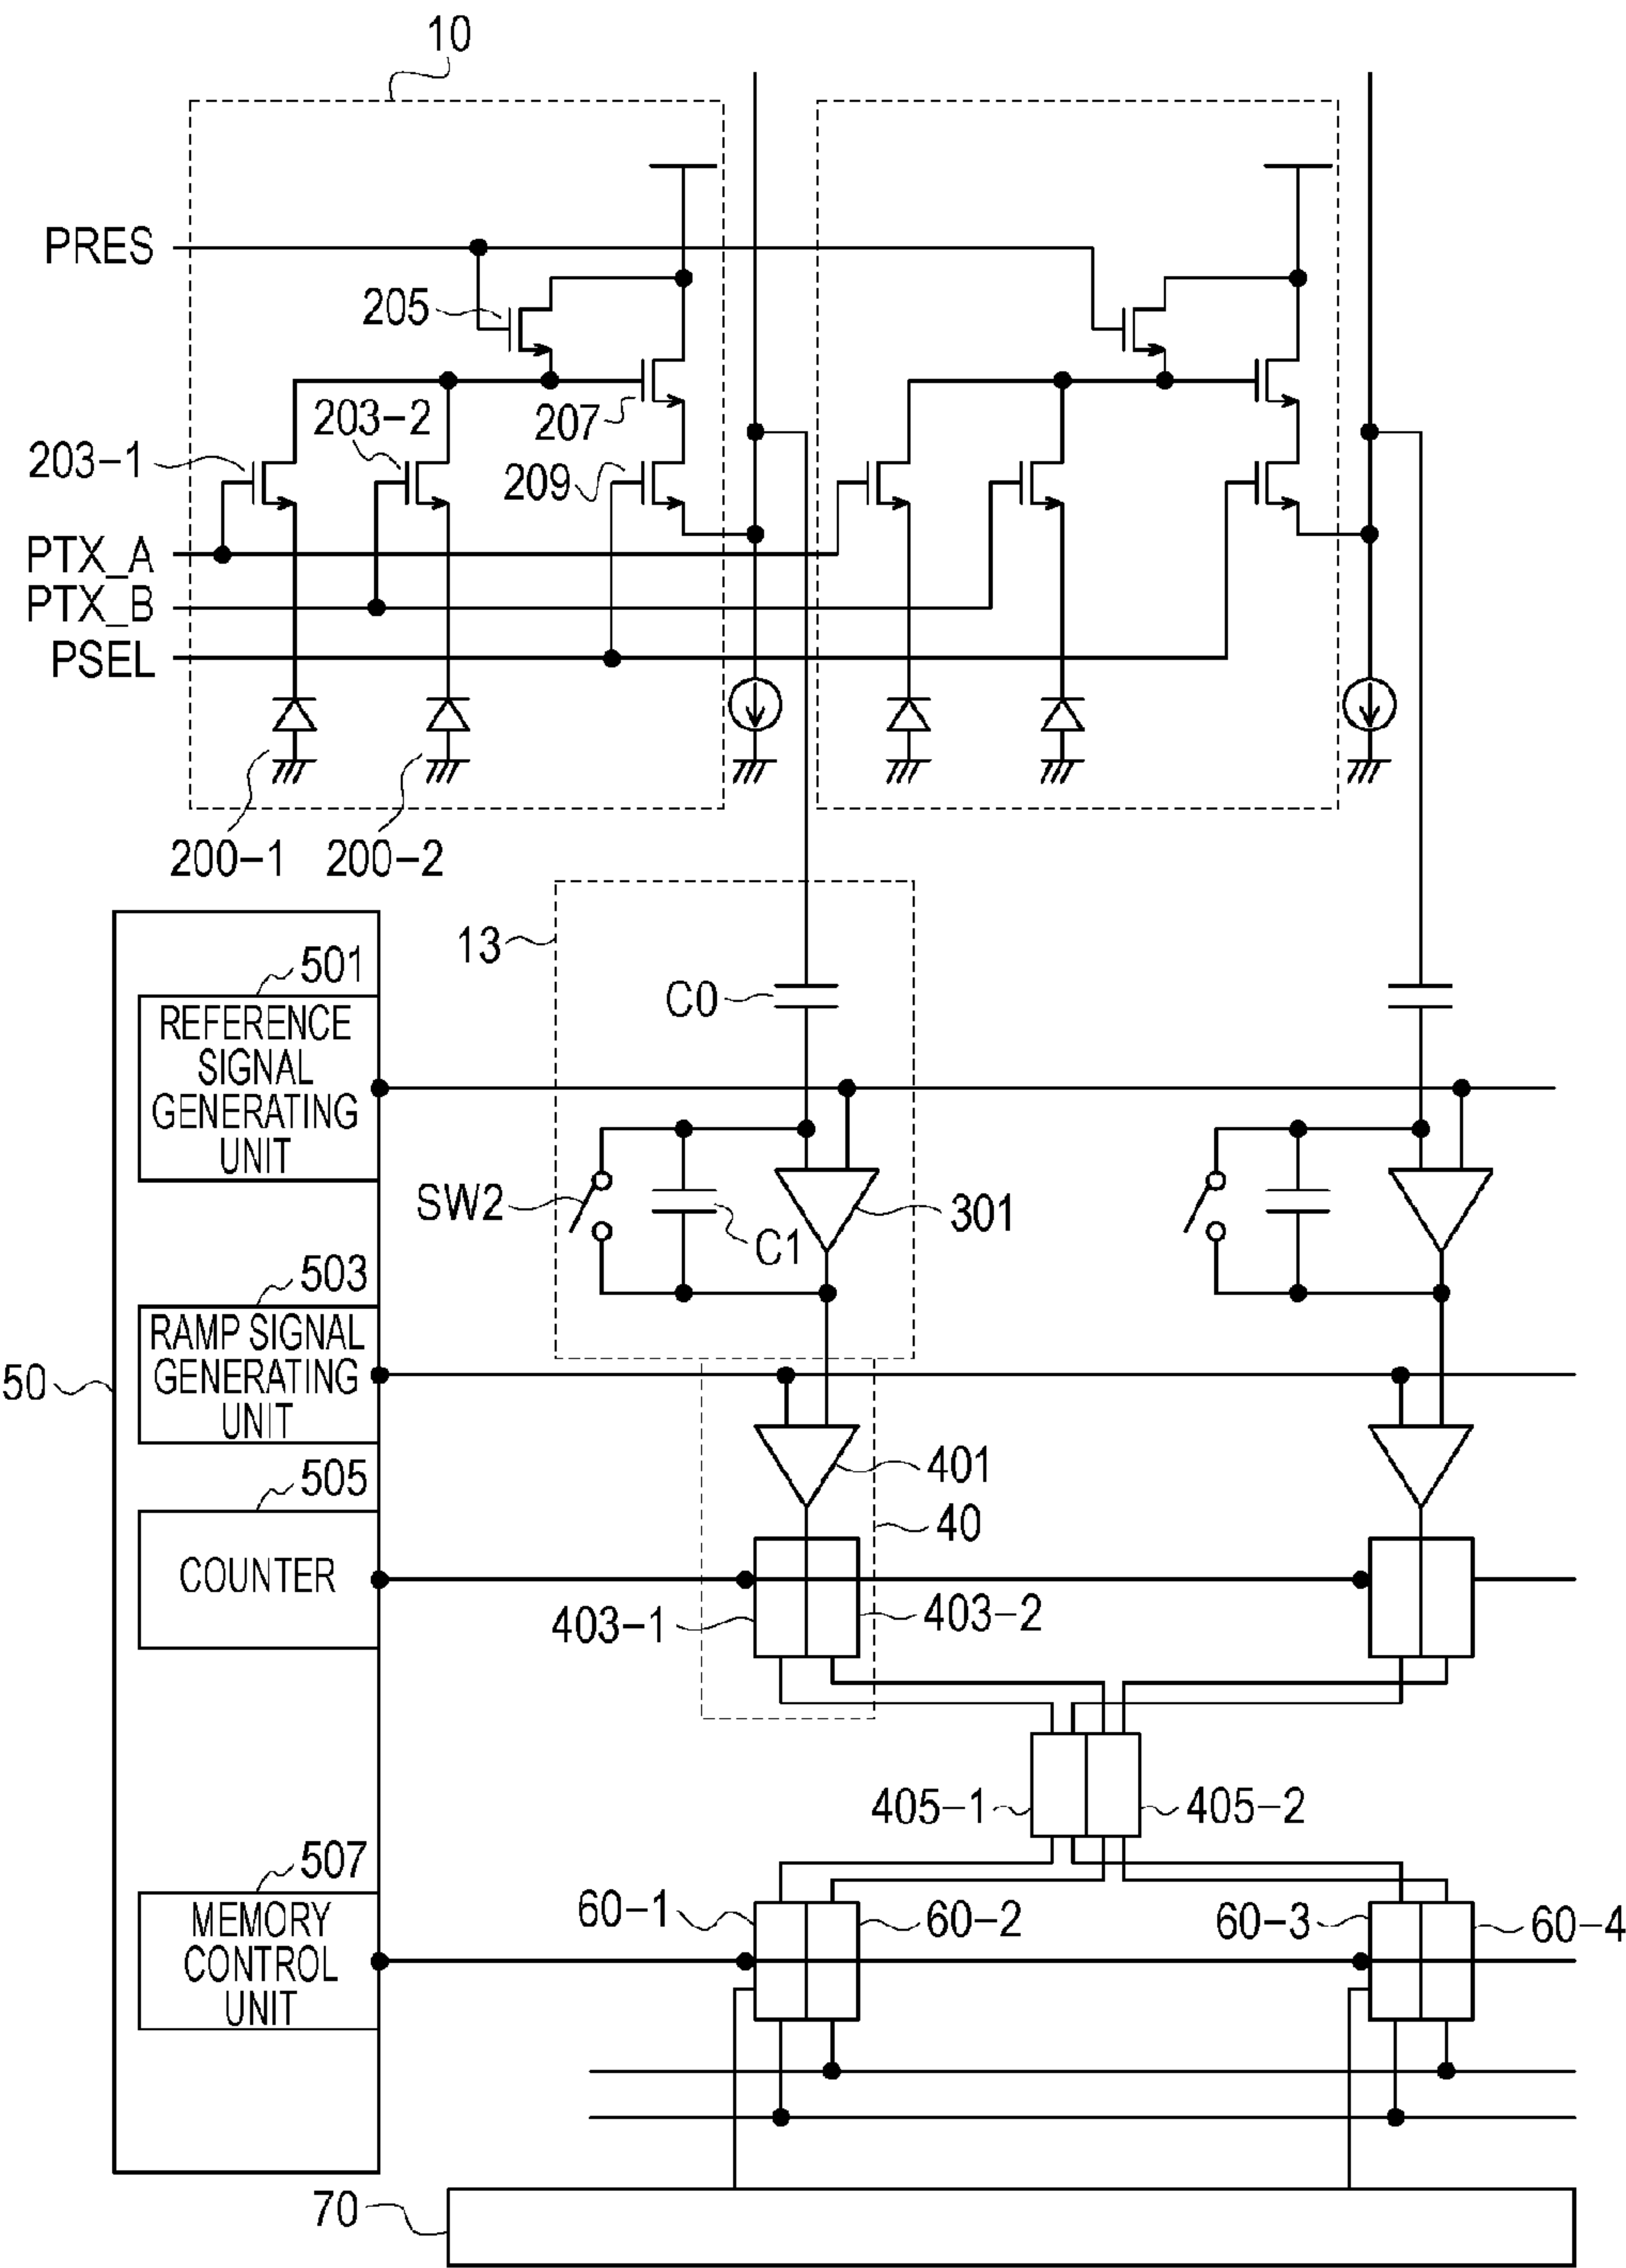 10
PRES
205
203-2
207
203-1
209
PTX_A
PTX_B
PSEL
200-1
200-2
13
501
C0
REFERENCE
SIGNAL
GENERATING
UNIT
SW2
301
C1
503
RAMP SIGNAL
GENERATING
UNIT
50
401
505
40
COUNTER
403-1
403-2
405-1
405-2
507
60-1
60-2
60-3
60-4
MEMORY
CONTROL
UNIT
70